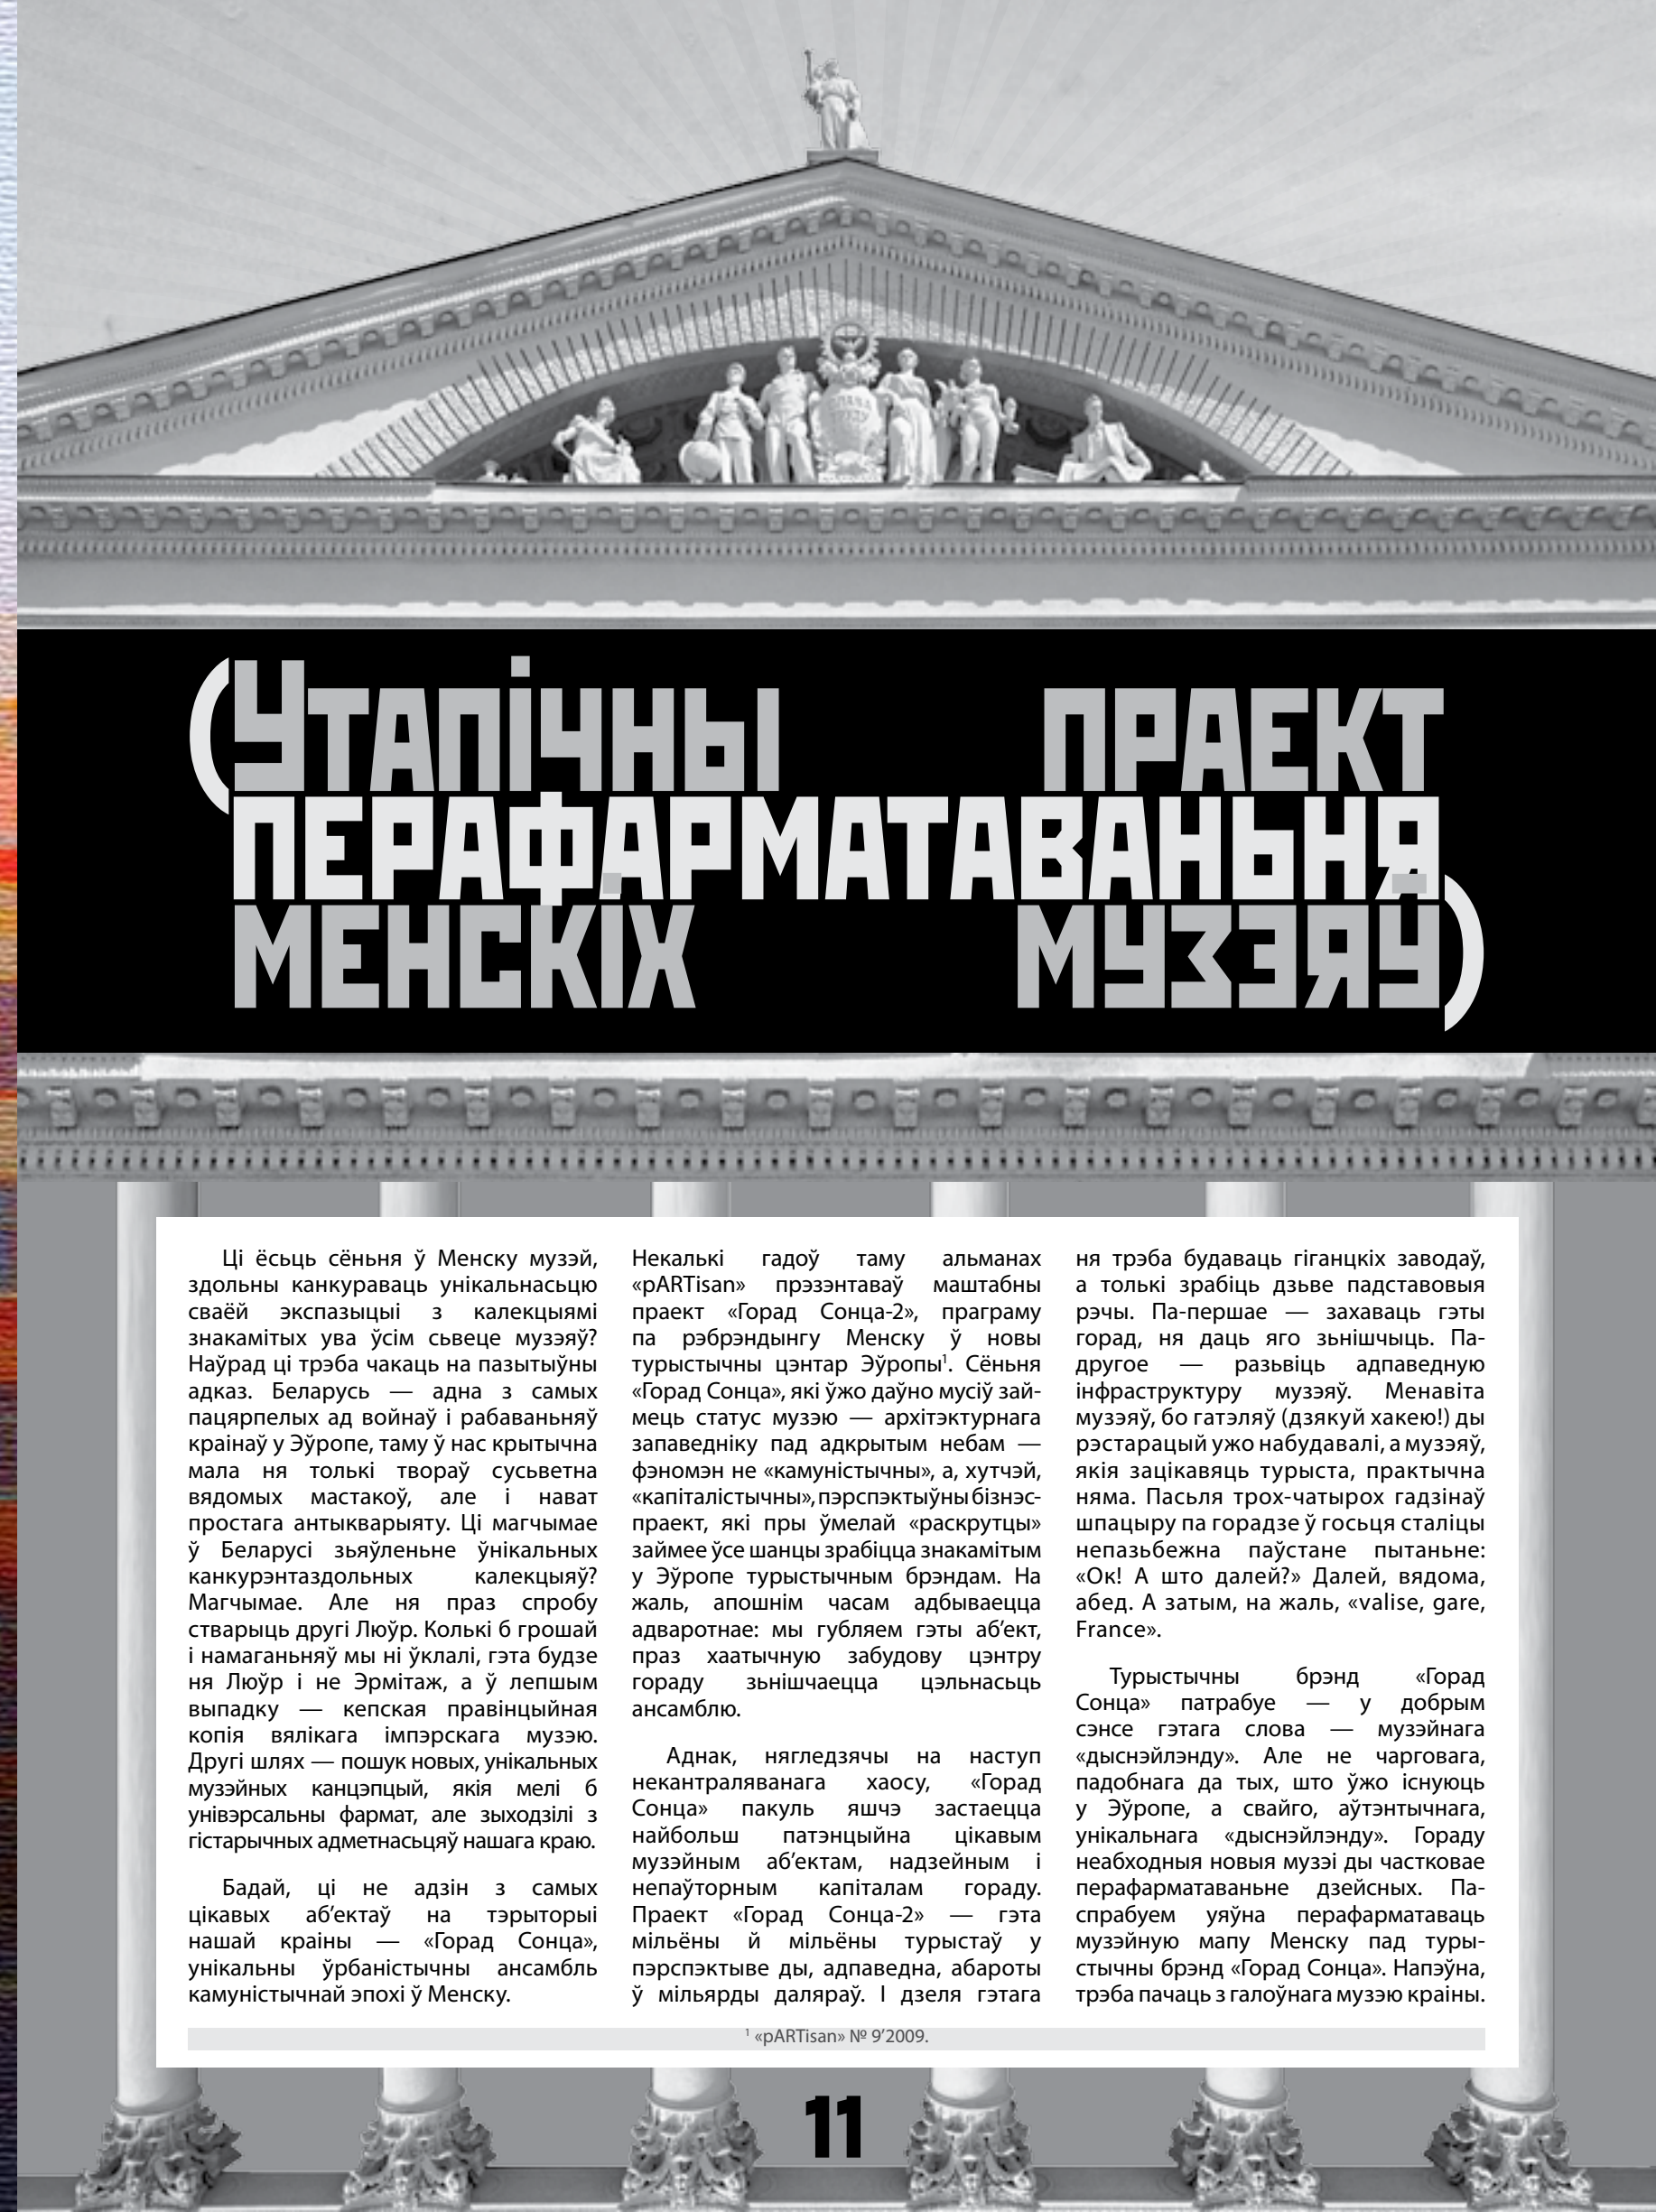 (Утапічны праект
перафарматаваньня
менскіх музэяў)
Ці ёсьць сёньня ў Менску музэй,
здольны канкураваць унікальнасьцю
сваёй экспазыцыі з калекцыямі
знакамітых ува ўсім сьвеце музэяў?
Наўрад ці трэба чакаць на пазытыўны
адказ. Беларусь — адна з самых
пацярпелых ад войнаў і рабаваньняў
краінаў у Эўропе, таму ў нас крытычна
мала ня толькі твораў сусьветна
вядомых мастакоў, але і нават
простага антыкварыяту. Ці магчымае
ў Беларусі зьяўленьне ўнікальных
канкурэнтаздольных калекцыяў?
Магчымае. Але ня праз спробу
стварыць другі Люўр. Колькі б грошай
і намаганьняў мы ні ўклалі, гэта будзе
ня Люўр і не Эрмітаж, а ў лепшым
выпадку — кепская правінцыйная
копія вялікага імпэрскага музэю.
Другі шлях — пошук новых, унікальных
музэйных канцэпцый, якія мелі б
унівэрсальны фармат, але зыходзілі з
гістарычных адметнасьцяў нашага краю.
Бадай, ці не адзін з самых
цікавых аб’ектаў на тэрыторыі
нашай краіны — «Горад Сонца»,
унікальны ўрбаністычны ансамбль
камуністычнай эпохі ў Менску.
Некалькі гадоў таму альманах
«pARTisan» прэзэнтаваў маштабны
праект «Горад Сонца-2», праграму
па рэбрэндынгу Менску ў новы
турыстычны цэнтар Эўропы¹. Сёньня
«Горад Сонца», які ўжо даўно мусіў зай-
мець статус музэю — архітэктурнага
запаведніку пад адкрытым небам —
фэномэн не «камуністычны», а, хутчэй,
«капіталістычны», пэрспэктыўны бізнэс-
праект, які пры ўмелай «раскрутцы»
займее ўсе шанцы зрабіцца знакамітым
у Эўропе турыстычным брэндам. На
жаль, апошнім часам адбываецца
адваротнае: мы губляем гэты аб’ект,
праз хаатычную забудову цэнтру
гораду зьнішчаецца цэльнасьць
ансамблю.
Аднак, нягледзячы на наступ
некантраляванага хаосу, «Горад
Сонца» пакуль яшчэ застаецца
найбольш патэнцыйна цікавым
музэйным аб’ектам, надзейным і
непаўторным капіталам гораду.
Праект «Горад Сонца-2» — гэта
мільёны й мільёны турыстаў у
пэрспэктыве ды, адпаведна, абароты
ў мільярды даляраў. І дзеля гэтага
ня трэба будаваць гіганцкіх заводаў,
а толькі зрабіць дзьве падставовыя
рэчы. Па-першае — захаваць гэты
горад, ня даць яго зьнішчыць. Па-
другое — разьвіць адпаведную
інфраструктуру музэяў. Менавіта
музэяў, бо гатэляў (дзякуй хакею!) ды
рэстарацый ужо набудавалі, а музэяў,
якія зацікавяць турыста, практычна
няма. Пасьля трох-чатырох гадзінаў
шпацыру па горадзе ў госьця сталіцы
непазьбежна паўстане пытаньне:
«Ок! А што далей?» Далей, вядома,
абед. А затым, на жаль, «valise, gare,
France».
Турыстычны брэнд «Горад
Сонца» патрабуе — у добрым
сэнсе гэтага слова — музэйнага
«дыснэйлэнду». Але не чарговага,
падобнага да тых, што ўжо існуюць
у Эўропе, а свайго, аўтэнтычнага,
унікальнага «дыснэйлэнду». Гораду
неабходныя новыя музэі ды частковае
перафарматаваньне дзейсных. Па-
спрабуем уяўна перафарматаваць
музэйную мапу Менску пад туры-
стычны брэнд «Горад Сонца». Напэўна,
трэба пачаць з галоўнага музэю краіны.
¹ «pARTisan» № 9’2009.
11